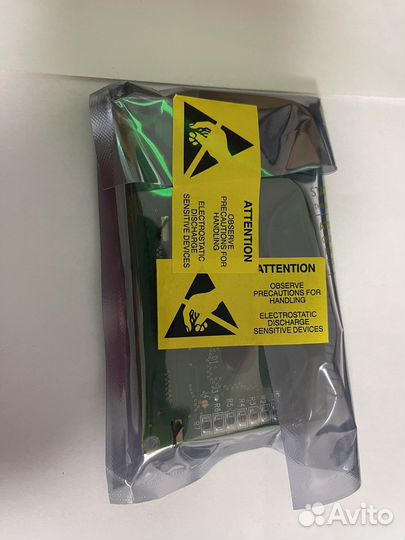 ATTENTION
OBSERVE
PRECAUTIONS FOR
HANDLING
ELECTROSTATIC
DISCHARGE
SENSITIVE DEVICES
ATTENTION
OBSERVE
PRECAUTIONS FOR
HANDLING
ELECTROSTATIC
DISCHARGE
SENSITIVE DEVICES
Avito